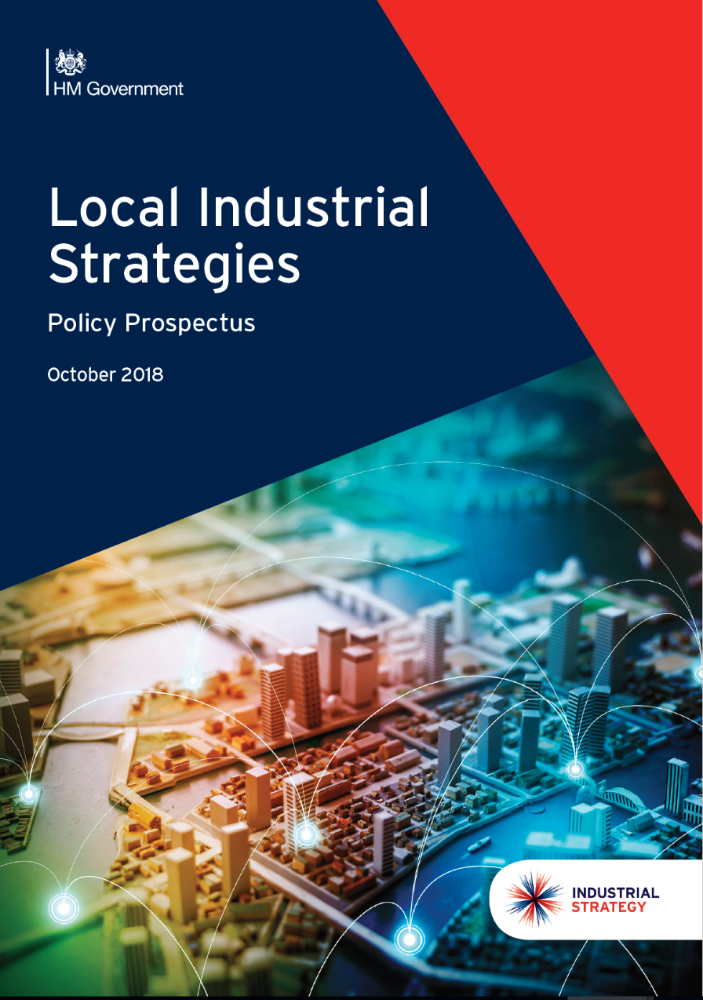 HM Government
Local Industrial
Strategies
Policy Prospectus
October 2018
INDUSTRIAL
STRATEGY